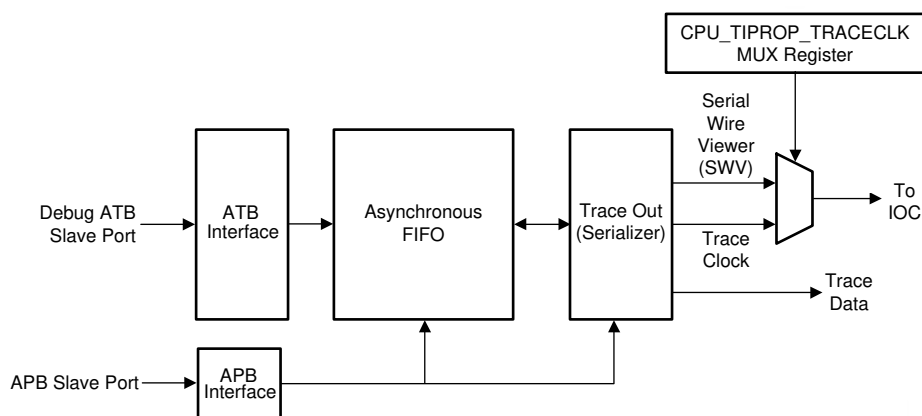 CPU_TIPROP_TRACECLK
MUX Register
Serial
Wire
Viewer
(SWV)
To
IOC
Debug ATB
Slave Port
ATB
Interface
Asynchronous
FIFO
Trace Out
(Serializer)
Trace
Clock
Trace
Data
APB Slave Port
APB
Interface